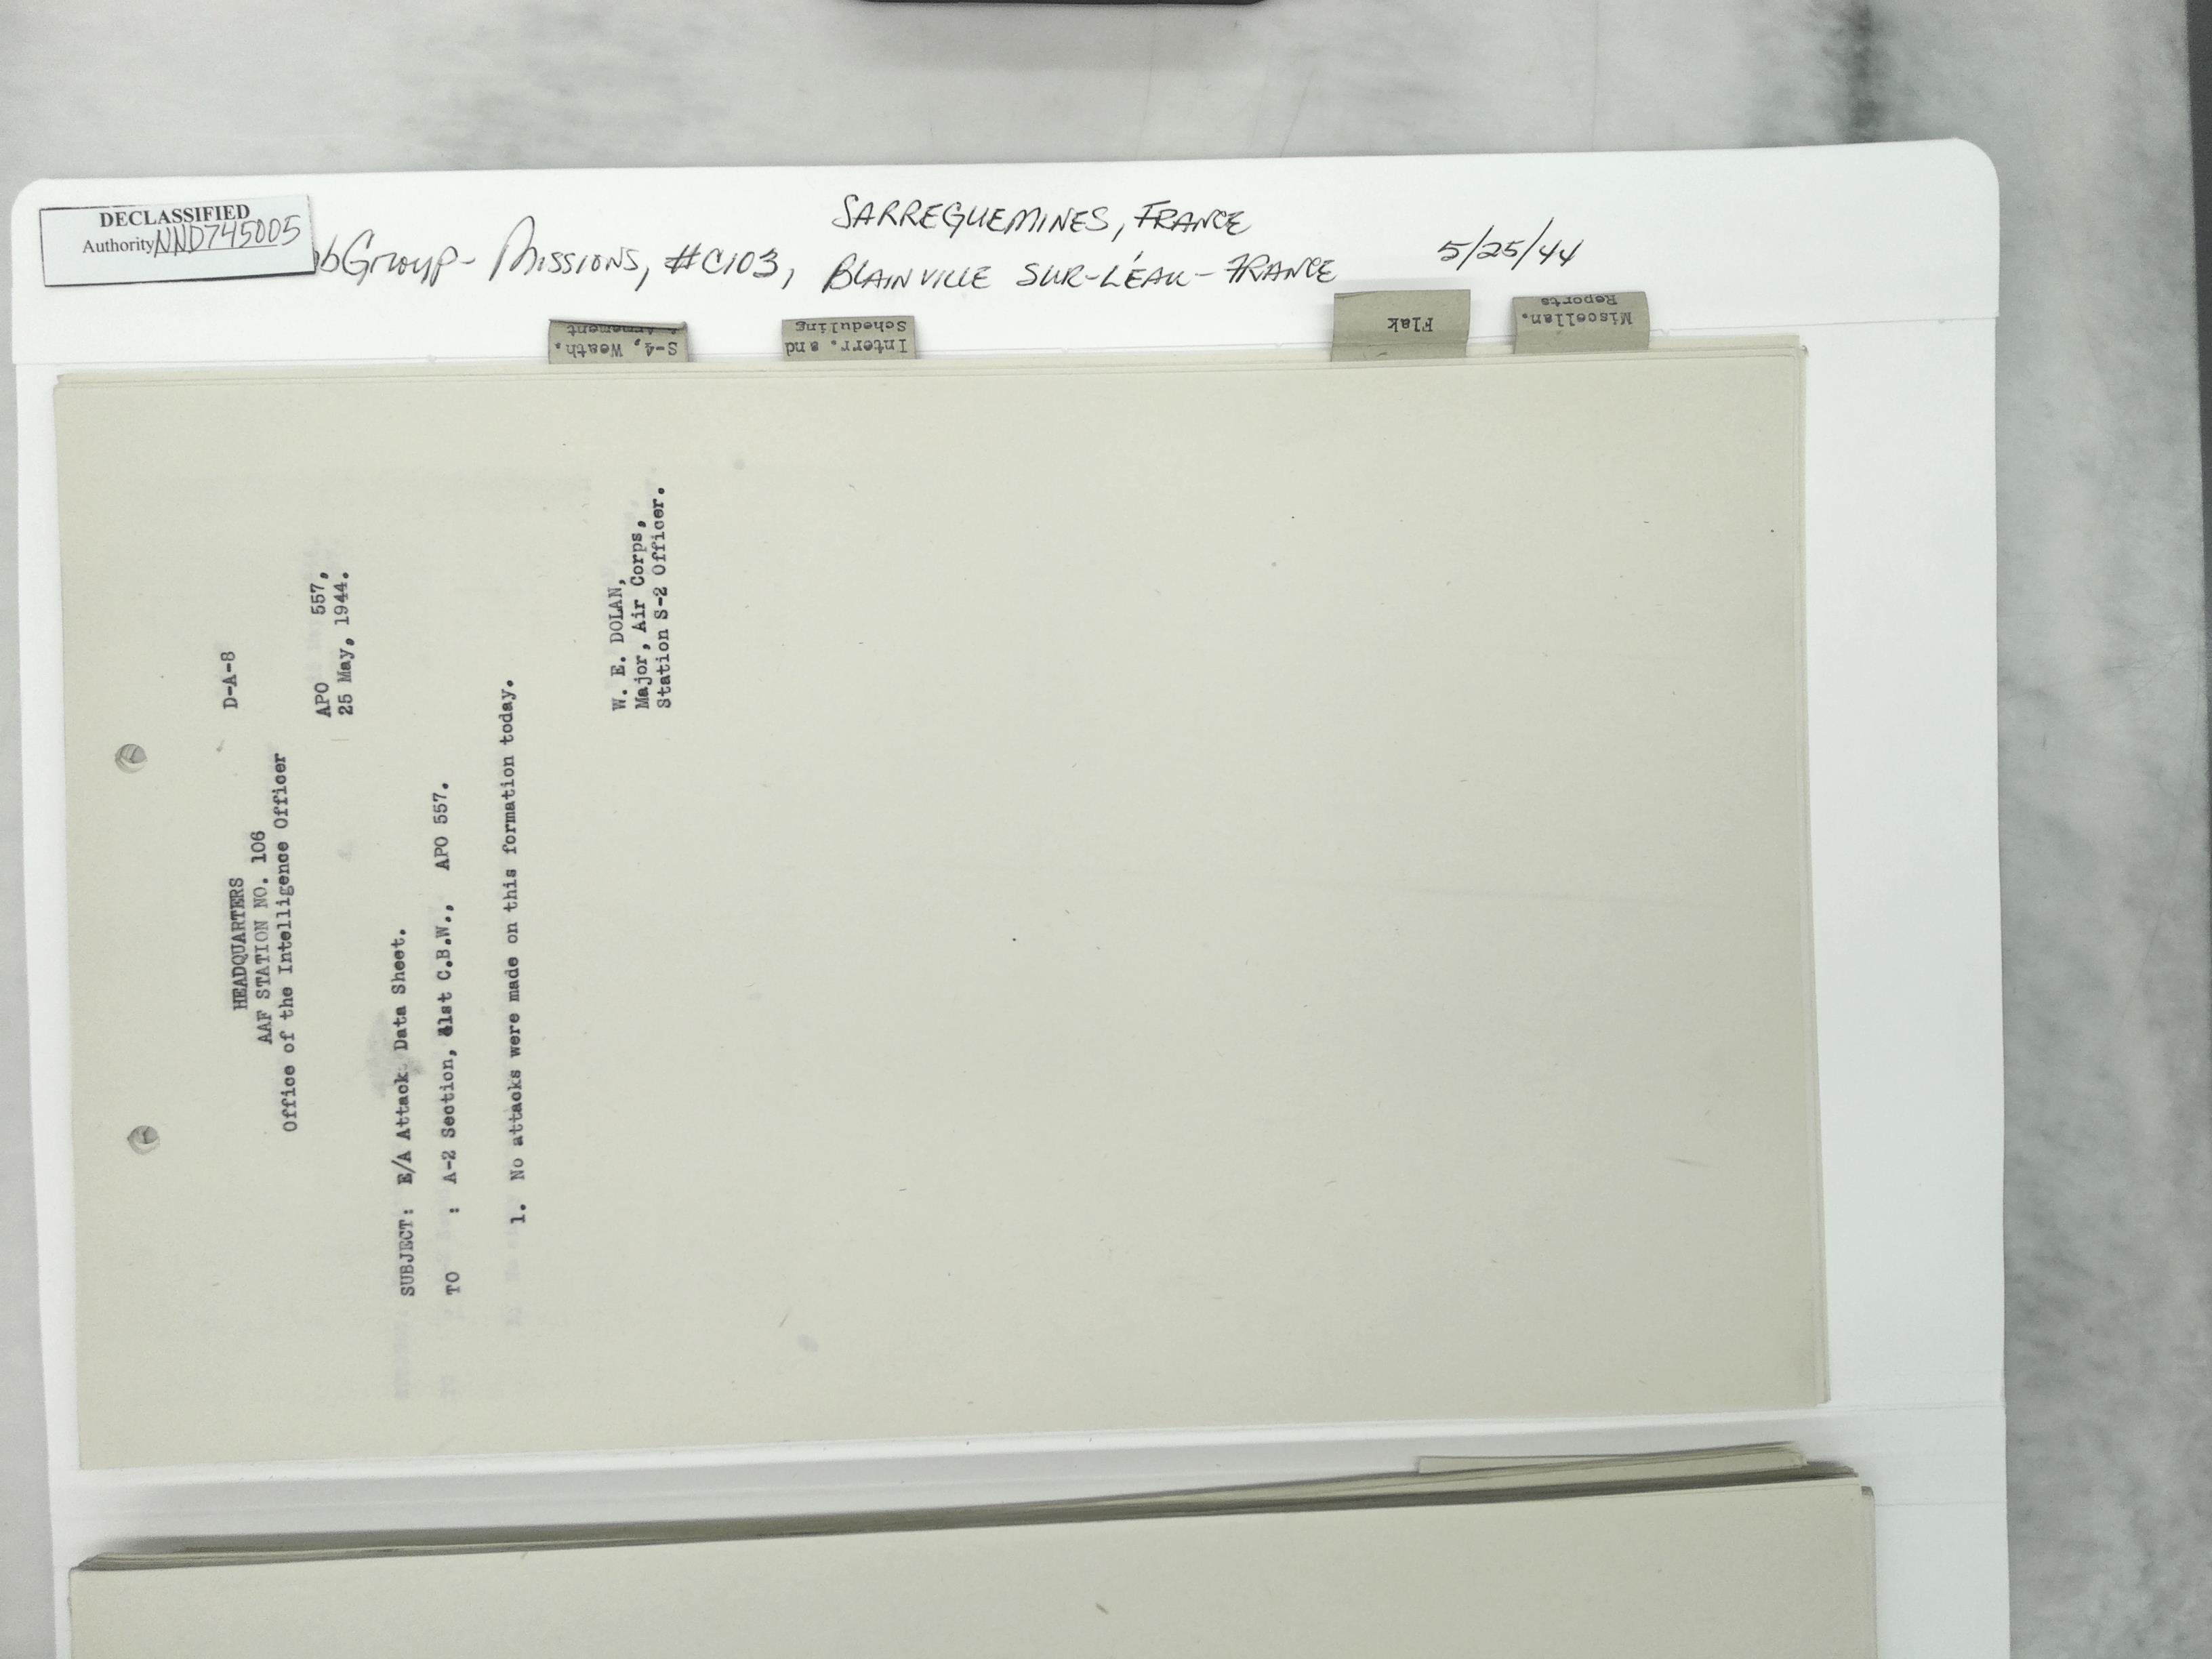 DECLASSIFIED
Authority NND745005
bGroup - Missions, #C103,
SARREGUEMINES, FRANCE
BLAINVILLE SUR-L'EAU - FRANCE
5/25/44
S-4, Weath.
& Armament
Interr. and
Scheduling
Flak
Miscellan.
Reports
D-A-8
HEADQUARTERS
AAF STATION NO. 106
Office of the Intelligence Officer
APO 557,
25 May, 1944.
SUBJECT: E/A Attack Data Sheet.
TO : A-2 Section, 41st C.B.W., APO 557.
1. No attacks were made on this formation today.
W. E. DOLAN,
Major, Air Corps,
Station S-2 Officer.